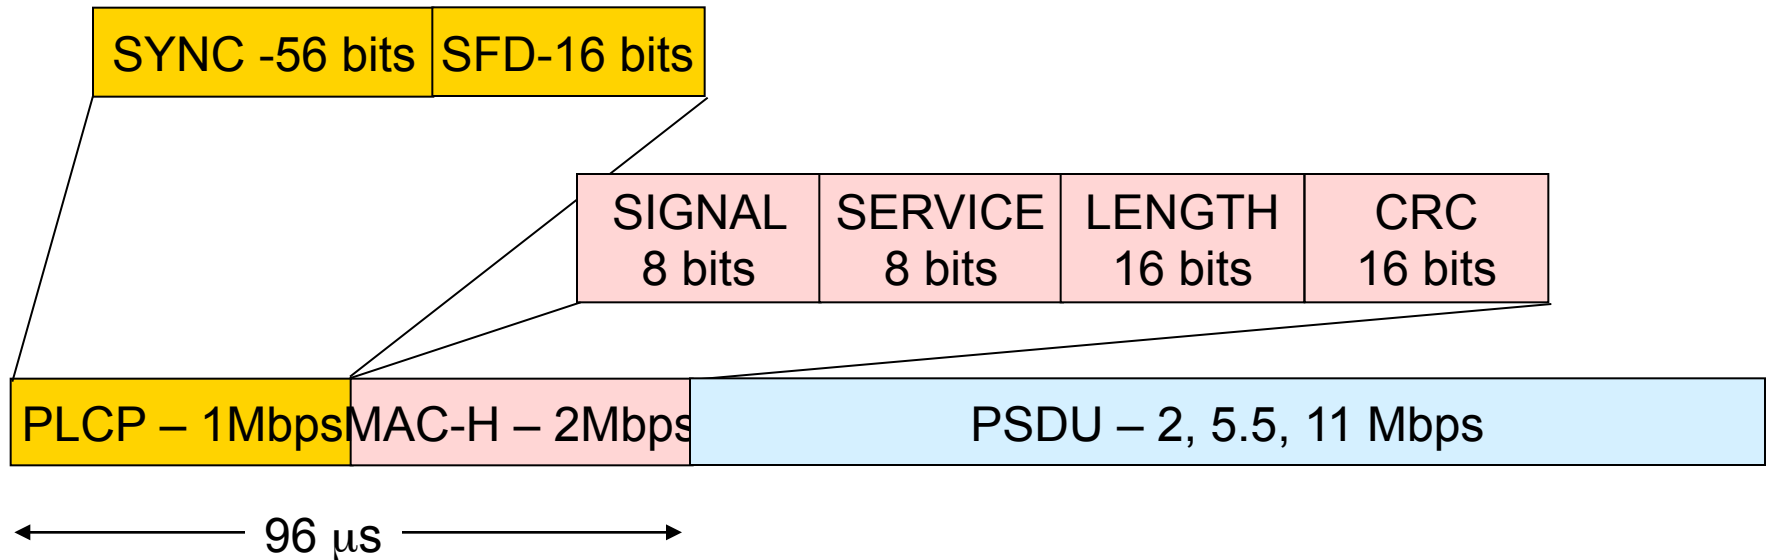 SYNC -56 bits SFD-16 bits
SIGNAL SERVICE LENGTH CRC
8 bits 8 bits 16 bits 16 bits
PLCP – 1Mbps MAC-H – 2Mbps PSDU – 2, 5.5, 11 Mbps
96 μs